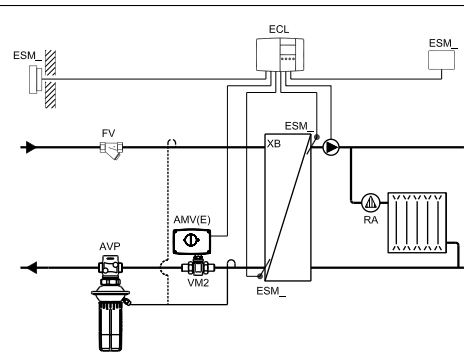 ECL
ESM_
ESM_
FV
ESM_
XB
AMV(E)
RA
AVP
VM2
ESM_